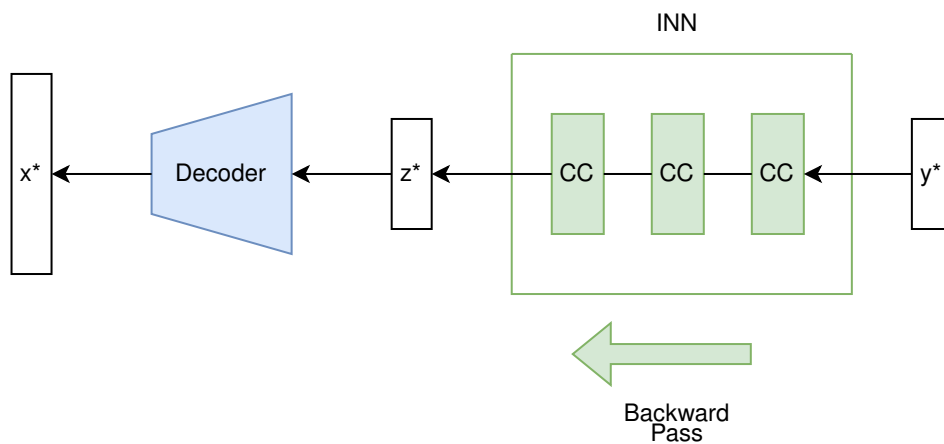 INN
x*
Decoder
z*
CC
CC
CC
y*
Backward
Pass